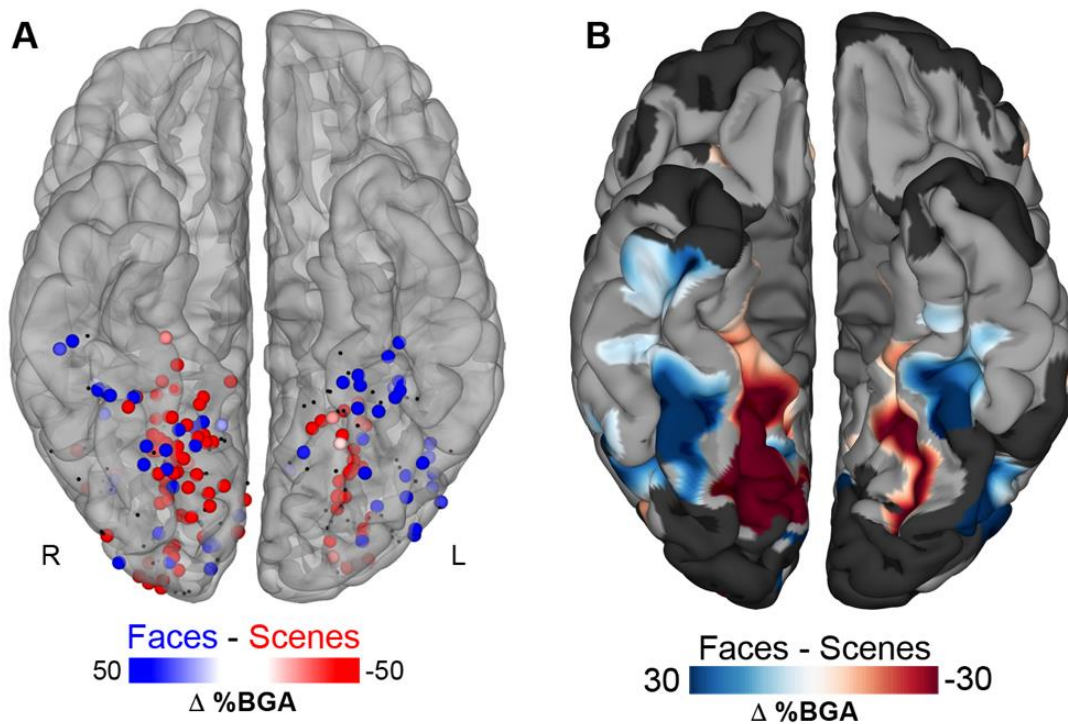 A
B
R
L
Faces - Scenes
50 -50
Δ %BGA
Faces - Scenes
30 -30
Δ %BGA